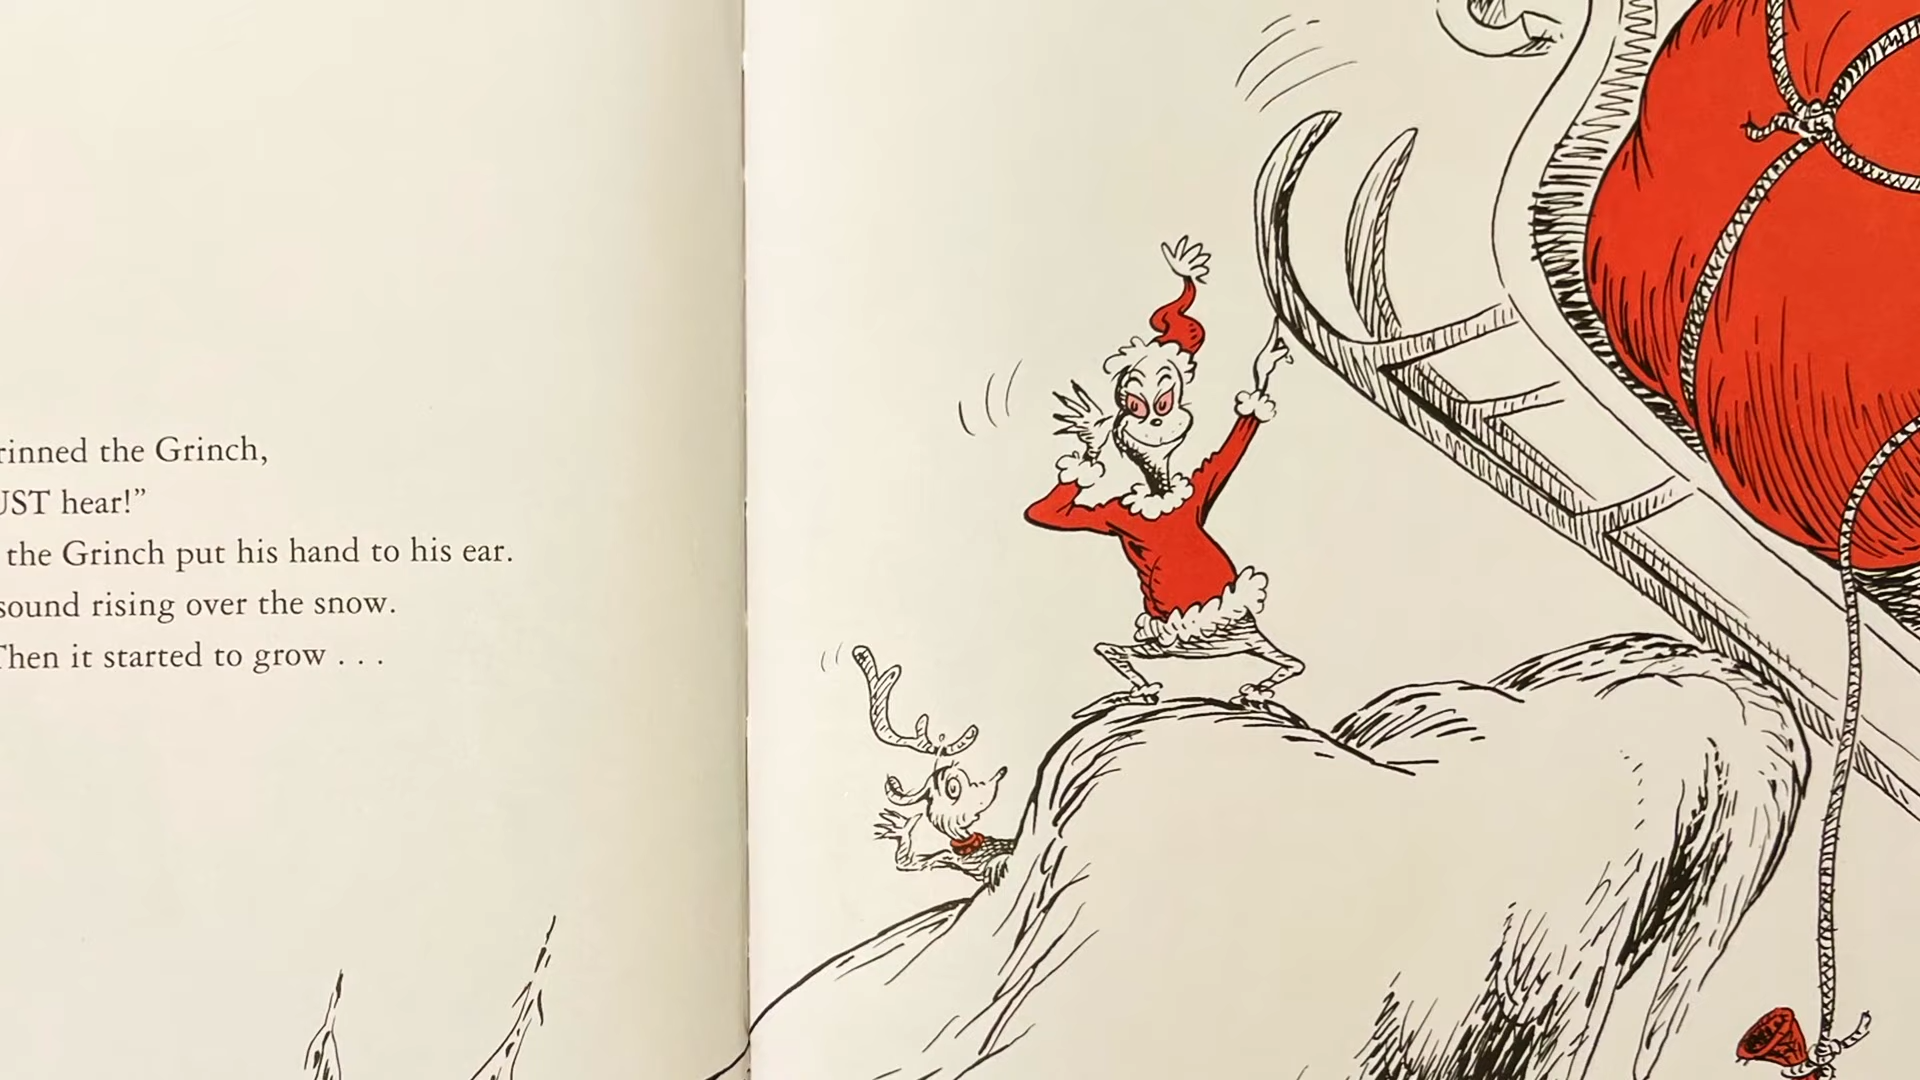 rinned the Grinch,
UST hear!”
the Grinch put his hand to his ear.
sound rising over the snow.
Then it started to grow . . .